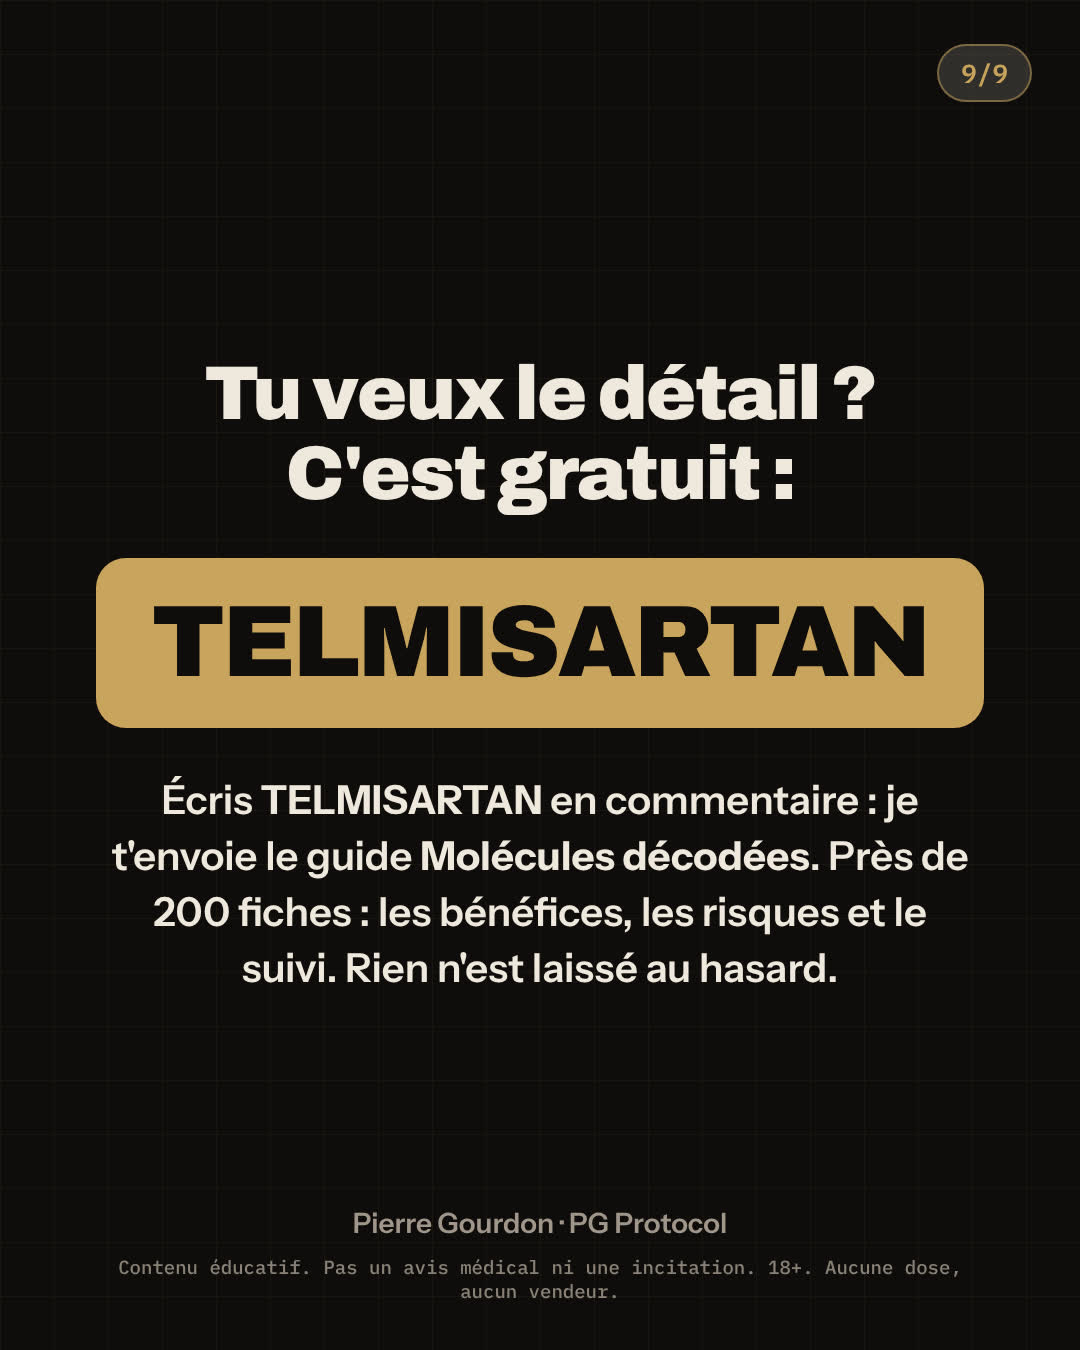 9/9
Tu veux le détail ?
C'est gratuit :
TELMISARTAN
Écris TELMISARTAN en commentaire : je
t'envoie le guide Molécules décodées. Près de
200 fiches : les bénéfices, les risques et le
suivi. Rien n'est laissé au hasard.
Pierre Gourdon · PG Protocol
Contenu éducatif. Pas un avis médical ni une incitation. 18+. Aucune dose,
aucun vendeur.